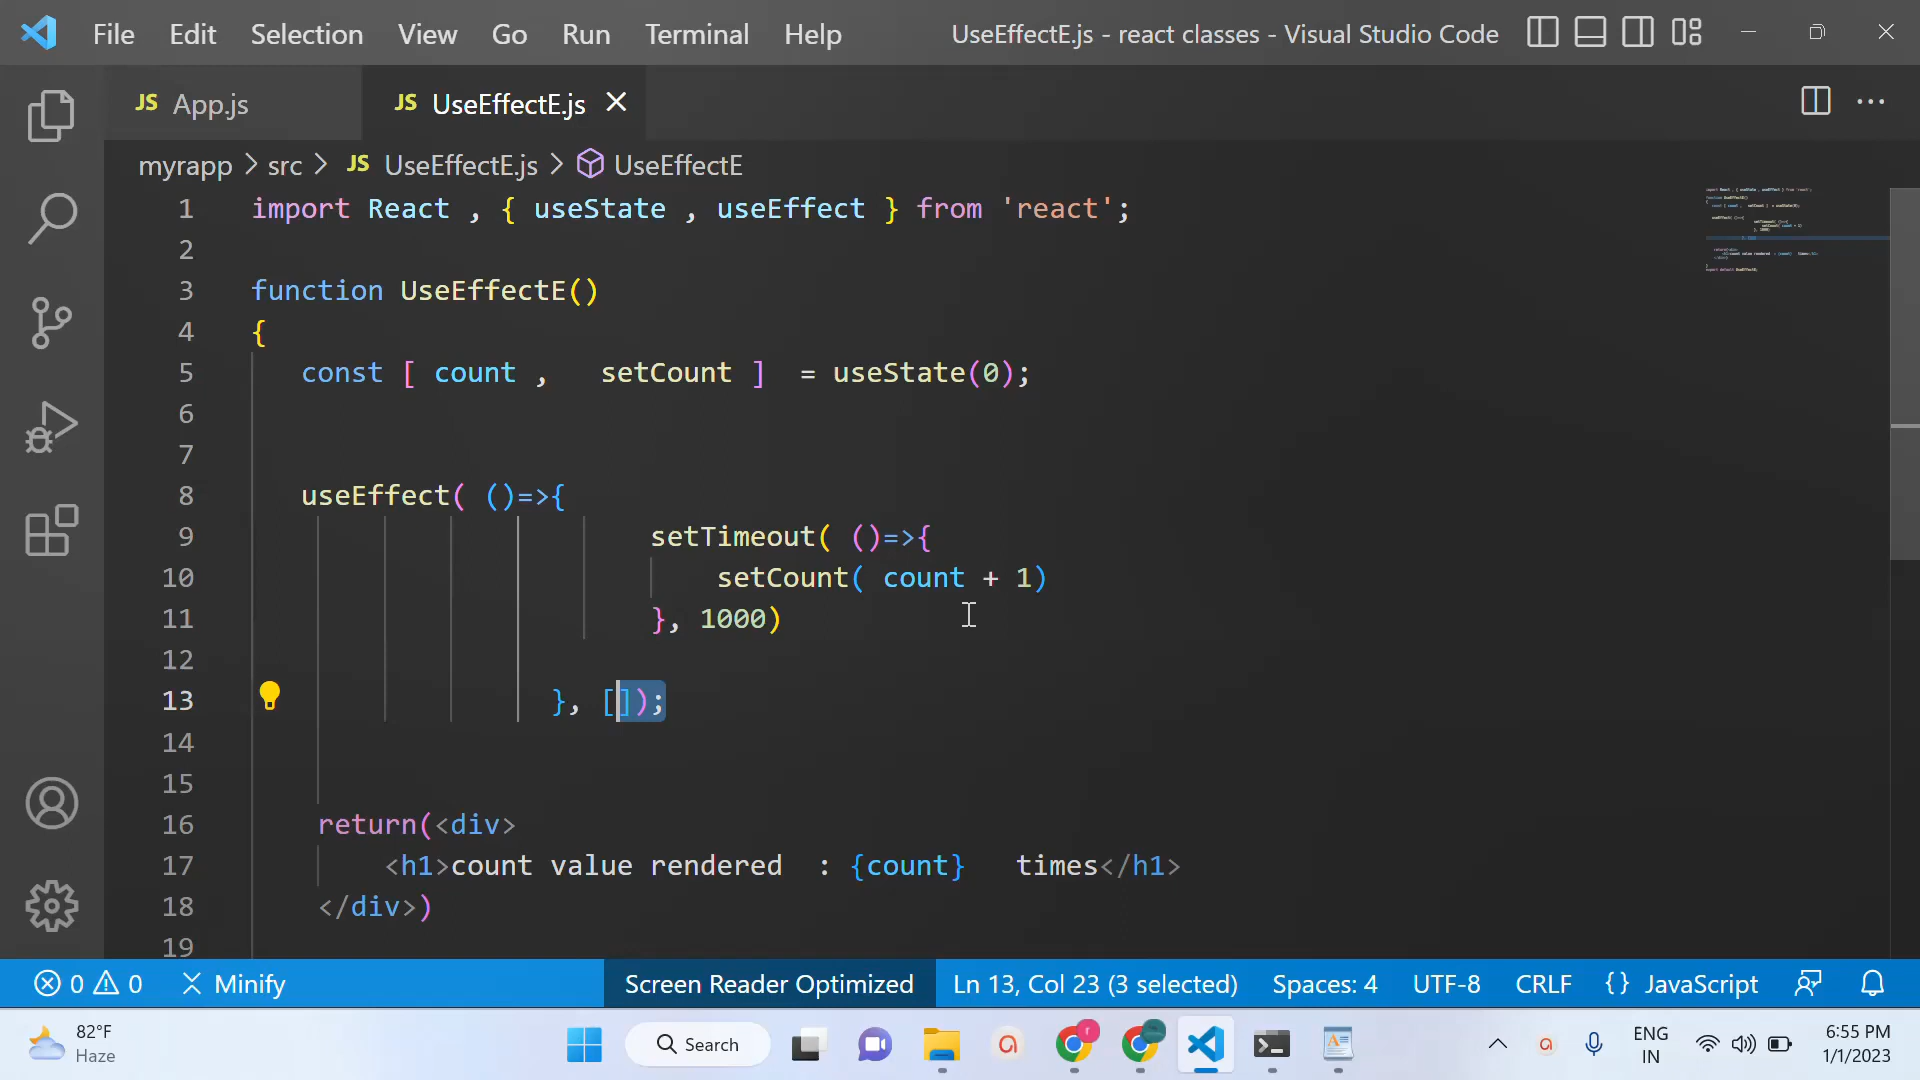 File Edit Selection View Go Run Terminal Help UseEffectE.js - react classes - Visual Studio Code
JS App.js JS UseEffectE.js
myrapp > src > JS UseEffectE.js > UseEffectE
1 import React , { useState , useEffect } from 'react';
2
3 function UseEffectE()
4 {
5 const [ count , setCount ] = useState(0);
6
7
8 useEffect( ()=>{
9 setTimeout( ()=>{
10 setCount( count + 1)
11 }, 1000)
12
13 }, []);
14
15
16 return(<div>
17 <h1>count value rendered : {count} times</h1>
18 </div>)
19
0 0 Minify Screen Reader Optimized Ln 13, Col 23 (3 selected) Spaces: 4 UTF-8 CRLF {} JavaScript
82°F
Haze
Search
ENG
IN
6:55 PM
1/1/2023